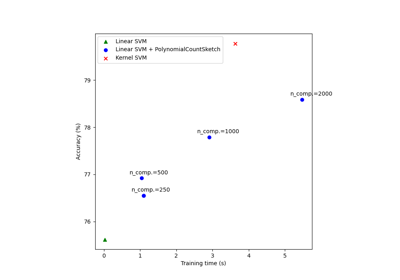 Linear SVM
Linear SVM + PolynomialCountSketch
Kernel SVM
n_comp.=2000
n_comp.=1000
n_comp.=500
n_comp.=250
79
78
77
76
Accuracy (%)
0 1 2 3 4 5
Training time (s)